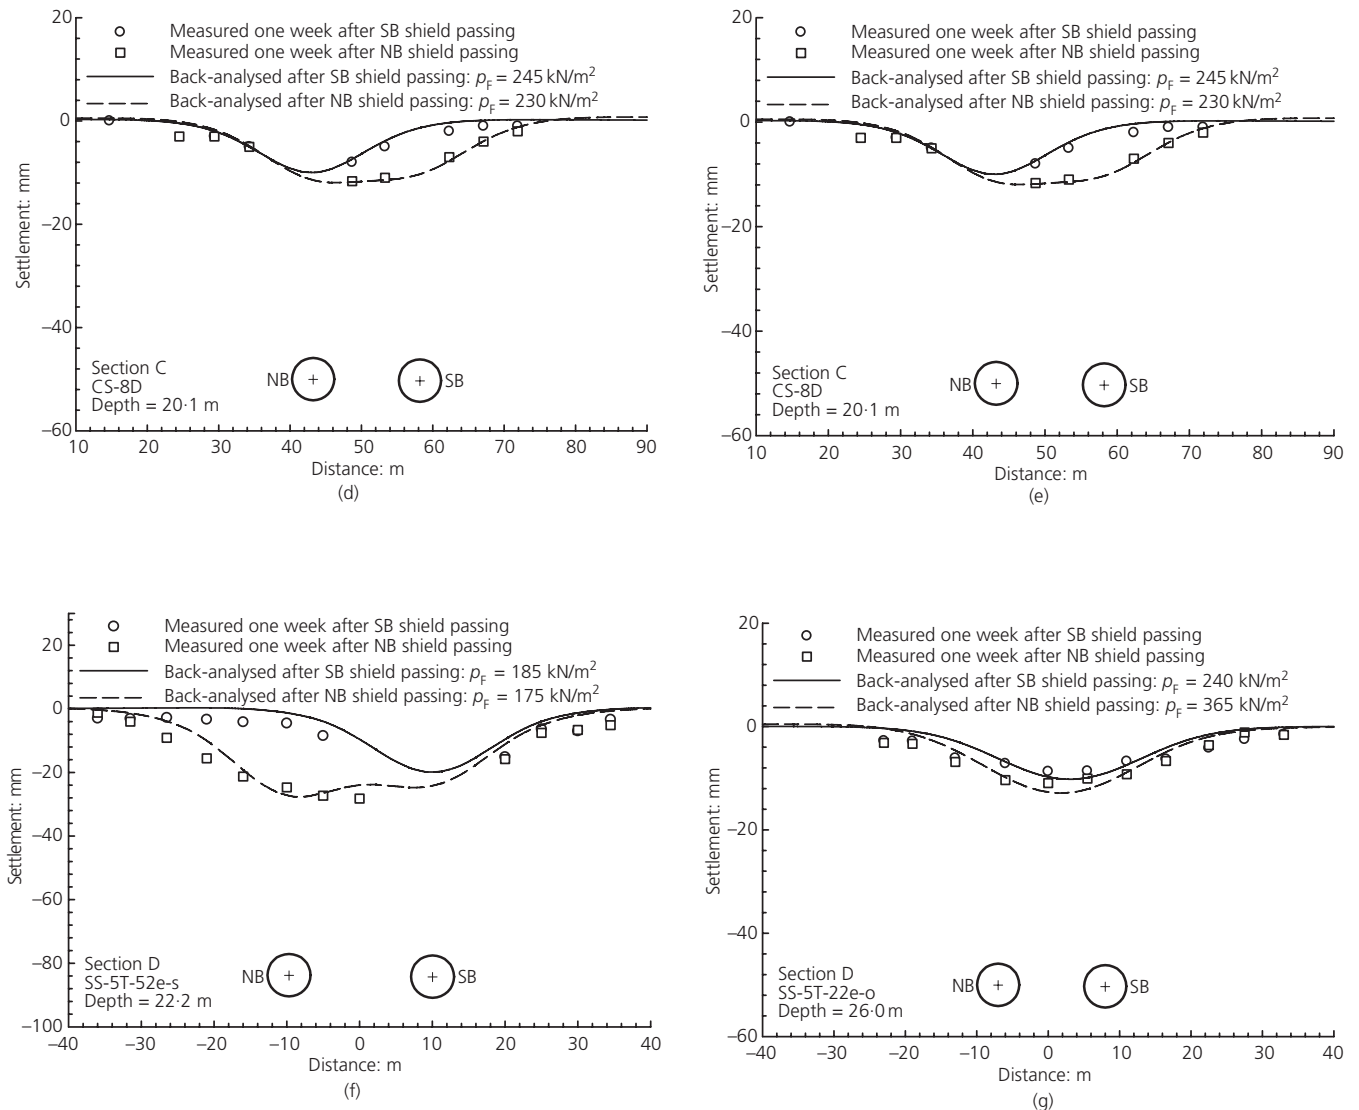 20
Measured one week after SB shield passing
Measured one week after NB shield passing
Back-analysed after SB shield passing: pF = 245 kN/m2
Back-analysed after NB shield passing: pF = 230 kN/m2
0
–20
–40
–60
Settlement: mm
NB
SB
Section C
CS-8D
Depth = 20·1 m
10 20 30 40 50 60 70 80 90
Distance: m
(d)
20
Measured one week after SB shield passing
Measured one week after NB shield passing
Back-analysed after SB shield passing: pF = 245 kN/m2
Back-analysed after NB shield passing: pF = 230 kN/m2
0
–20
–40
–60
Settlement: mm
NB
SB
Section C
CS-8D
Depth = 20·1 m
10 20 30 40 50 60 70 80 90
Distance: m
(e)
Measured one week after SB shield passing
20
Measured one week after NB shield passing
Back-analysed after SB shield passing: pF = 185 kN/m2
Back-analysed after NB shield passing: pF = 175 kN/m2
0
–20
–40
–60
–80
–100
Settlement: mm
NB
SB
Section D
SS-5T-52e-s
Depth = 22·2 m
–40 –30 –20 –10 0 10 20 30 40
Distance: m
(f)
20
Measured one week after SB shield passing
Measured one week after NB shield passing
Back-analysed after SB shield passing: pF = 240 kN/m2
Back-analysed after NB shield passing: pF = 365 kN/m2
0
–20
–40
–60
Settlement: mm
NB
SB
Section D
SS-5T-22e-o
Depth = 26·0 m
–40 –30 –20 –10 0 10 20 30 40
Distance: m
(g)